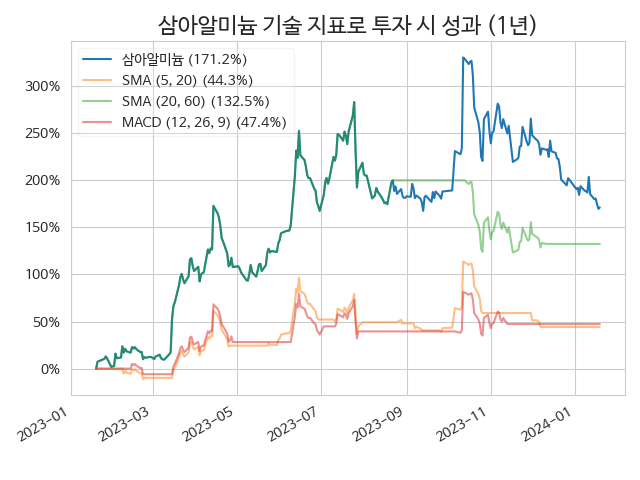 삼아알미늄 기술 지표로 투자 시 성과 (1년)
삼아알미늄 (171.2%)
SMA (5, 20) (44.3%)
SMA (20, 60) (132.5%)
MACD (12, 26, 9) (47.4%)
300%
250%
200%
150%
100%
50%
0%
2023-01
2023-03
2023-05
2023-07
2023-09
2023-11
2024-01